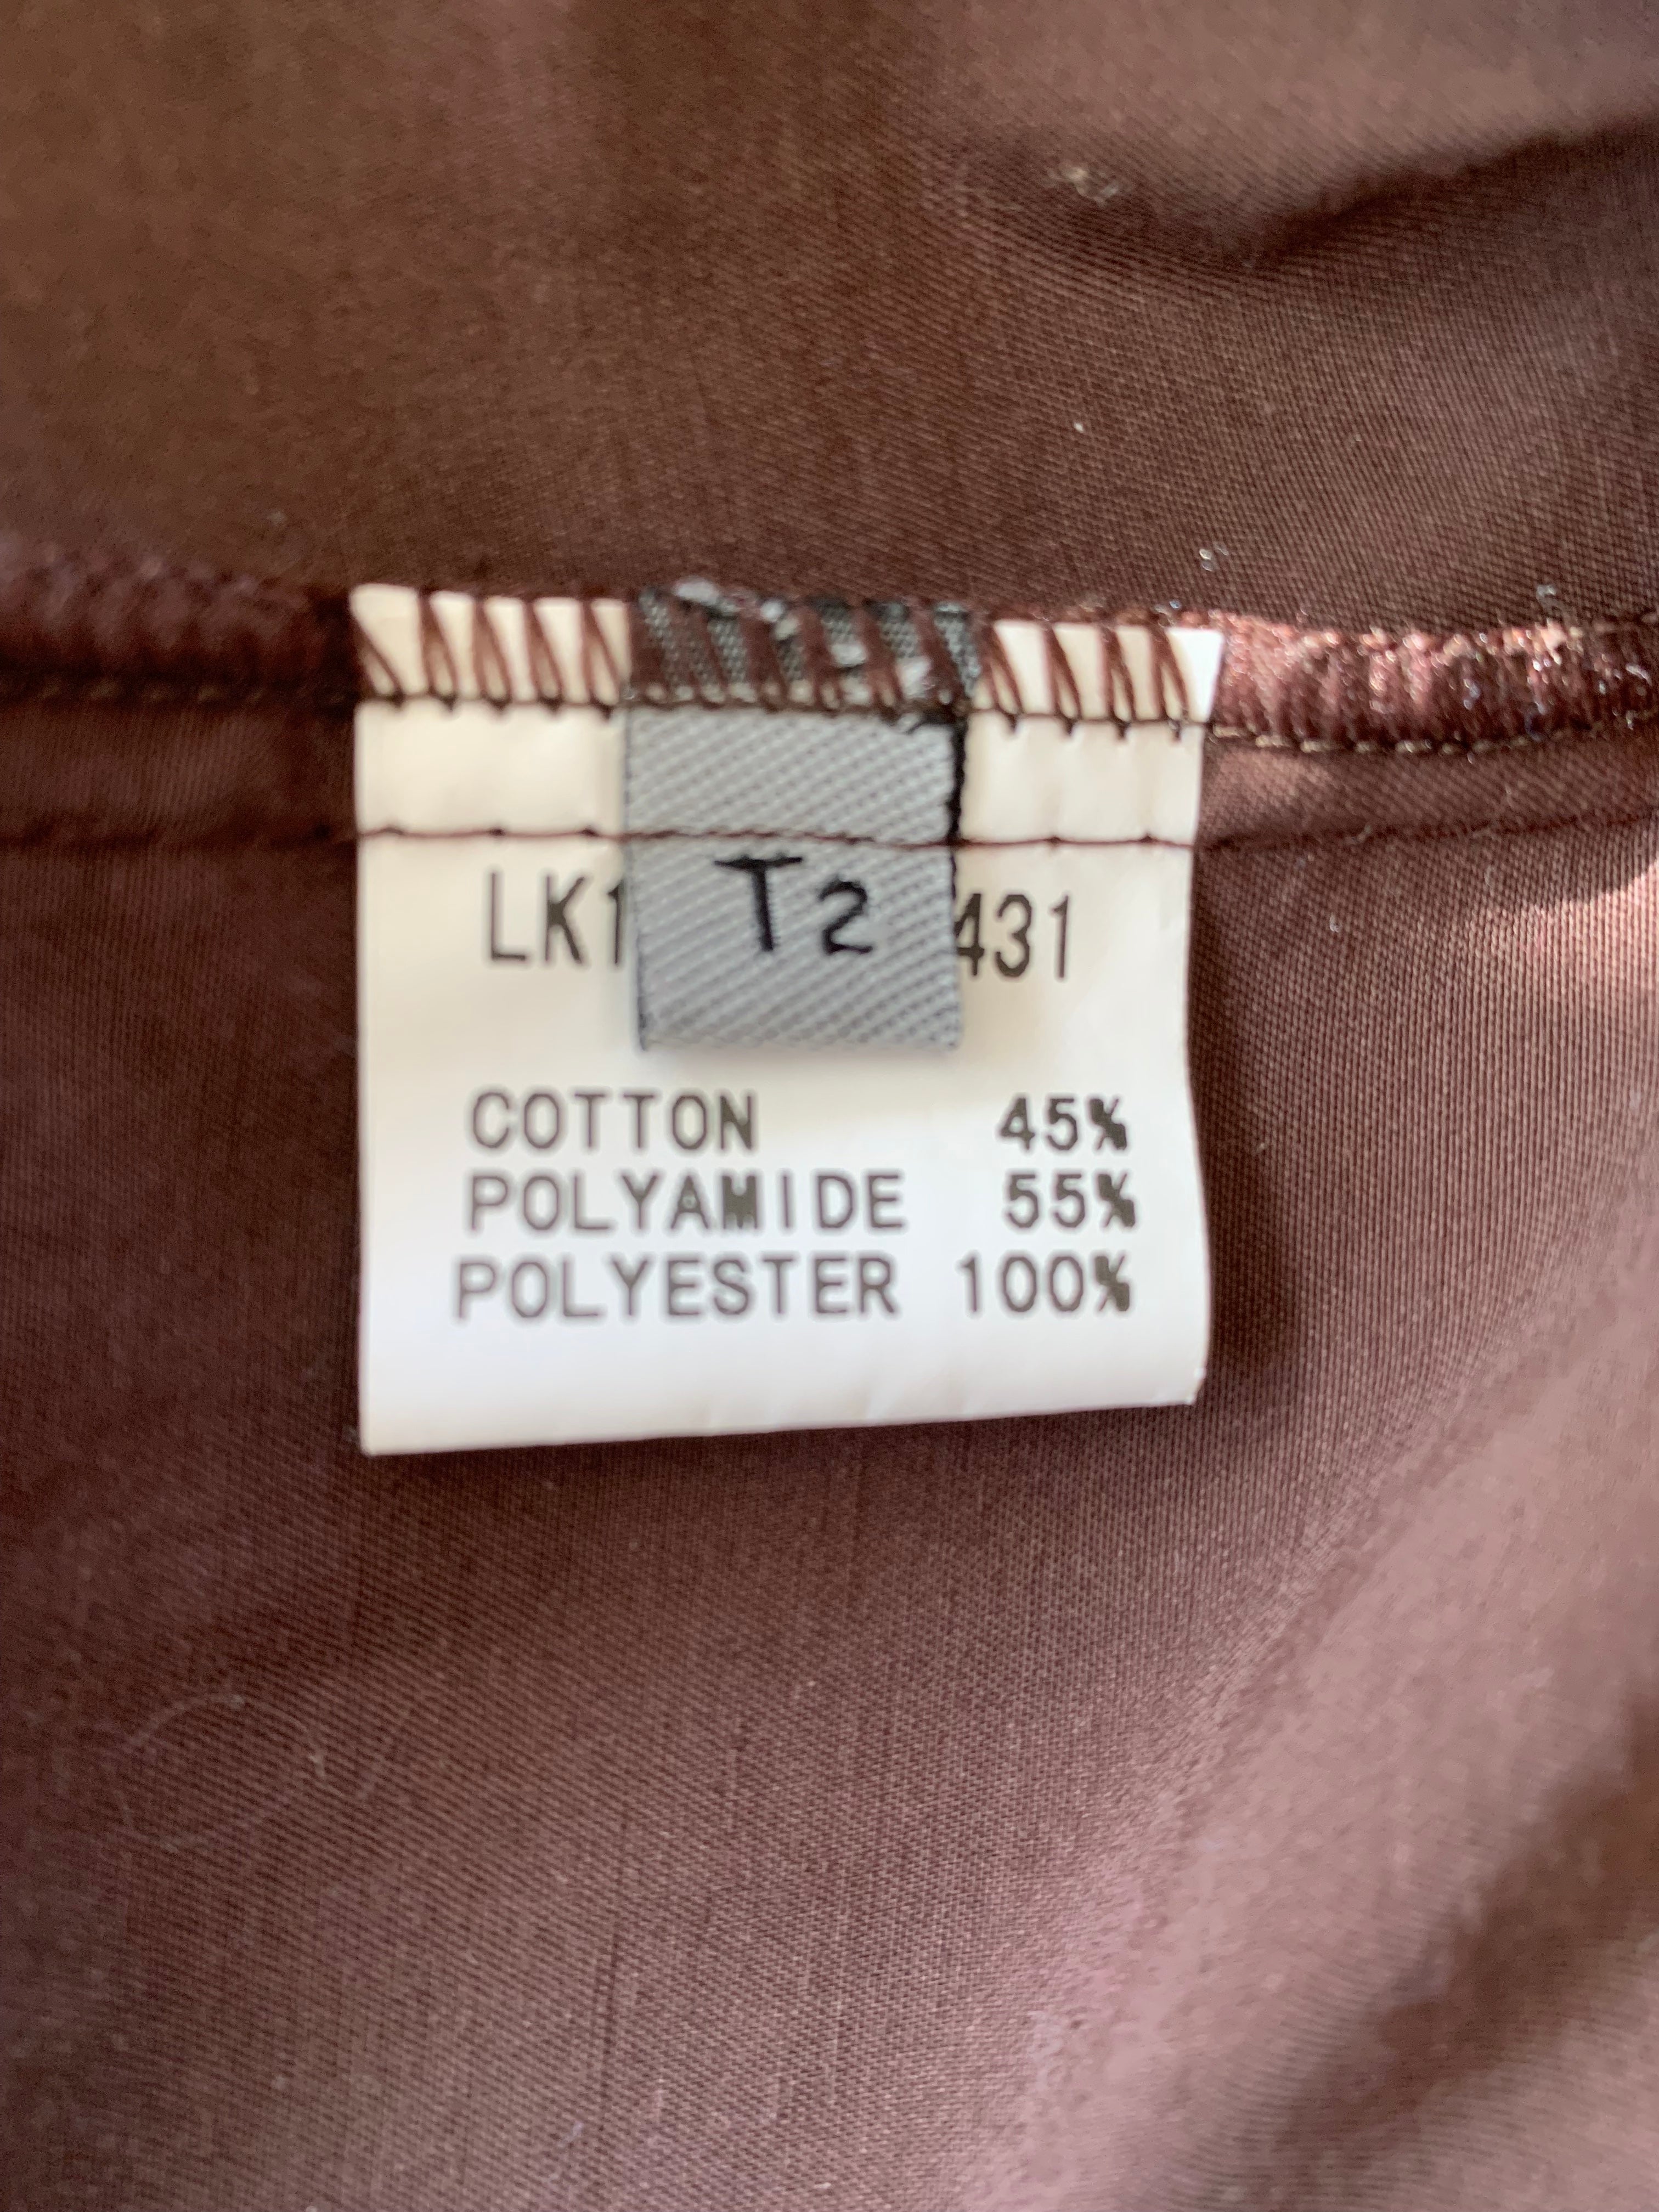 T2
LK1 431
COTTON 45%
POLYAMIDE 55%
POLYESTER 100%